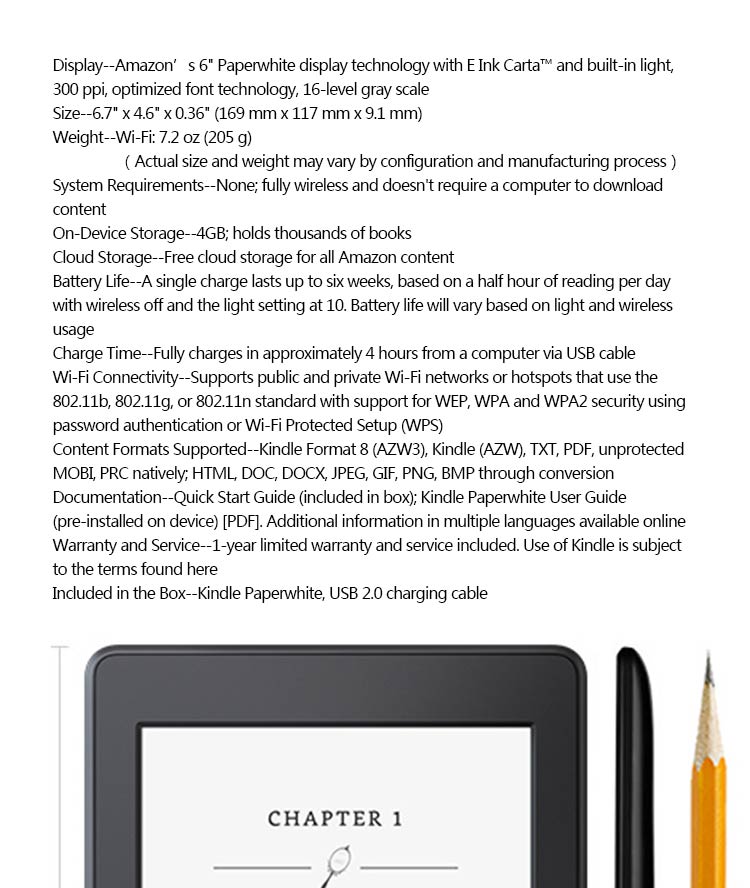 Display--Amazon’s 6" Paperwhite display technology with E Ink Carta™ and built-in light,
300 ppi, optimized font technology, 16-level gray scale
Size--6.7" x 4.6" x 0.36" (169 mm x 117 mm x 9.1 mm)
Weight--Wi-Fi: 7.2 oz (205 g)
( Actual size and weight may vary by configuration and manufacturing process )
System Requirements--None; fully wireless and doesn't require a computer to download
content
On-Device Storage--4GB; holds thousands of books
Cloud Storage--Free cloud storage for all Amazon content
Battery Life--A single charge lasts up to six weeks, based on a half hour of reading per day
with wireless off and the light setting at 10. Battery life will vary based on light and wireless
usage
Charge Time--Fully charges in approximately 4 hours from a computer via USB cable
Wi-Fi Connectivity--Supports public and private Wi-Fi networks or hotspots that use the
802.11b, 802.11g, or 802.11n standard with support for WEP, WPA and WPA2 security using
password authentication or Wi-Fi Protected Setup (WPS)
Content Formats Supported--Kindle Format 8 (AZW3), Kindle (AZW), TXT, PDF, unprotected
MOBI, PRC natively; HTML, DOC, DOCX, JPEG, GIF, PNG, BMP through conversion
Documentation--Quick Start Guide (included in box); Kindle Paperwhite User Guide
(pre-installed on device) [PDF]. Additional information in multiple languages available online
Warranty and Service--1-year limited warranty and service included. Use of Kindle is subject
to the terms found here
Included in the Box--Kindle Paperwhite, USB 2.0 charging cable
CHAPTER 1